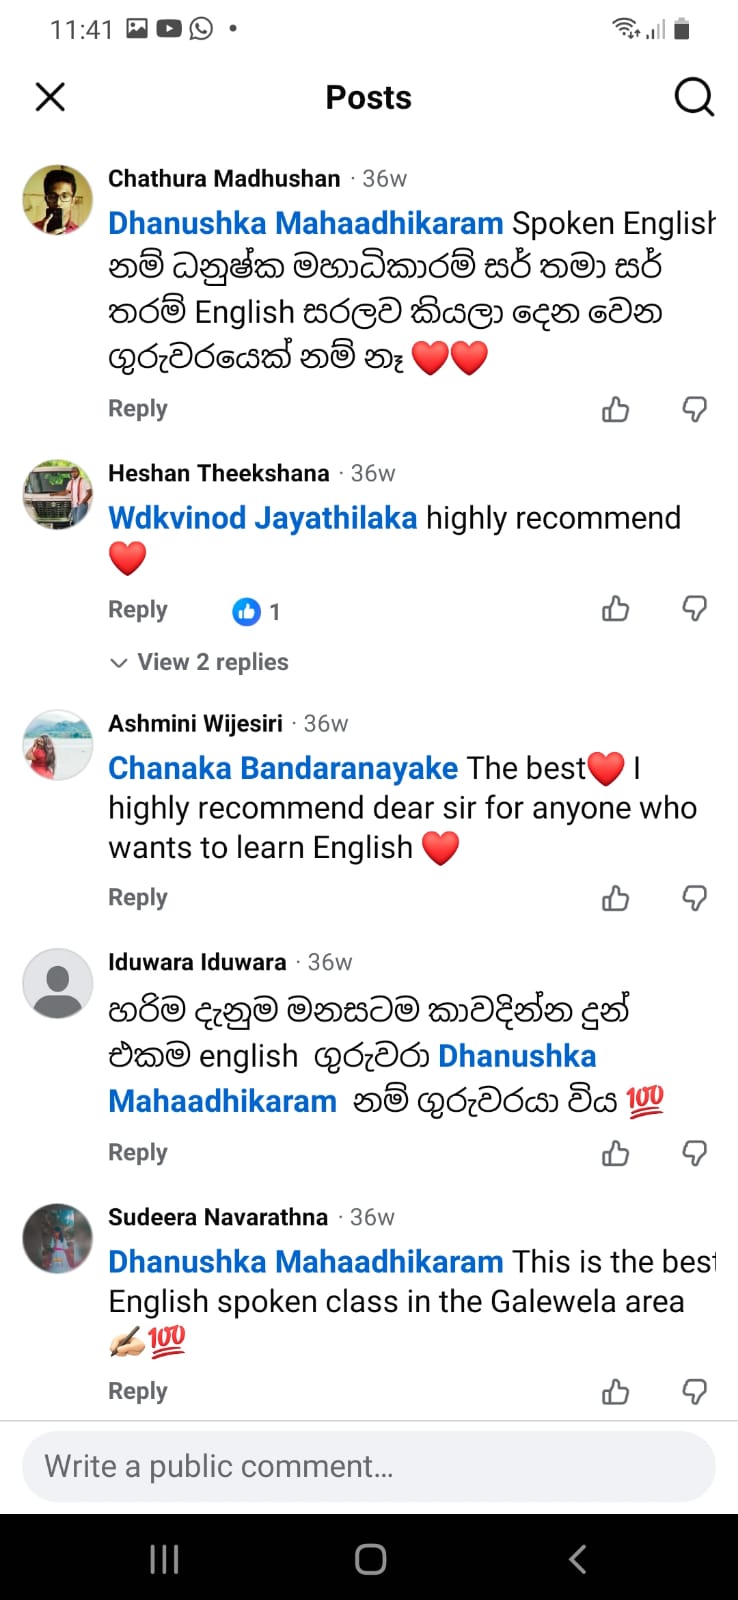 11:41
Posts
Chathura Madhushan · 36w
Dhanushka Mahaadhikaram Spoken English
නම් ධනුෂ්ක මහාධිකාරම් සර් තමා සර්
තරම් English සරලව කියලා දෙන වෙන
ගුරුවරයෙක් නම් නෑ ❤️❤️
Reply
Heshan Theekshana · 36w
Wdkvinod Jayathilaka highly recommend
❤️
Reply 1
View 2 replies
Ashmini Wijesiri · 36w
Chanaka Bandaranayake The best❤️ I
highly recommend dear sir for anyone who
wants to learn English ❤️
Reply
Iduwara Iduwara · 36w
හරිම දැනුම මනසටම කාවදින්න දුන්
එකම english ගුරුවරා Dhanushka
Mahaadhikaram නම් ගුරුවරයා විය 💯
Reply
Sudeera Navarathna · 36w
Dhanushka Mahaadhikaram This is the best
English spoken class in the Galewela area
✍🏻💯
Reply
Write a public comment...